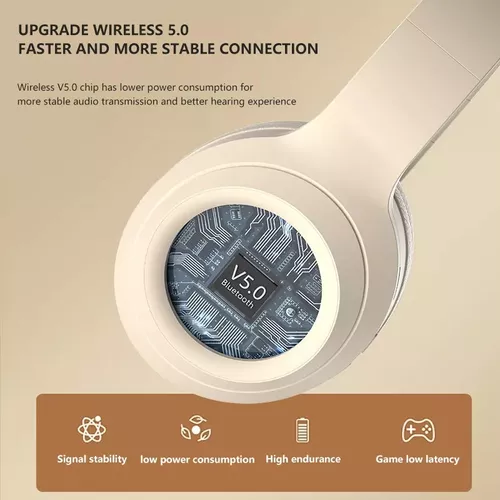 UPGRADE WIRELESS 5.0
FASTER AND MORE STABLE CONNECTION
Wireless V5.0 chip has lower power consumption for
more stable audio transmission and better hearing experience
V5.0
Bluetooth
Signal stability
low power consumption
High endurance
Game low latency